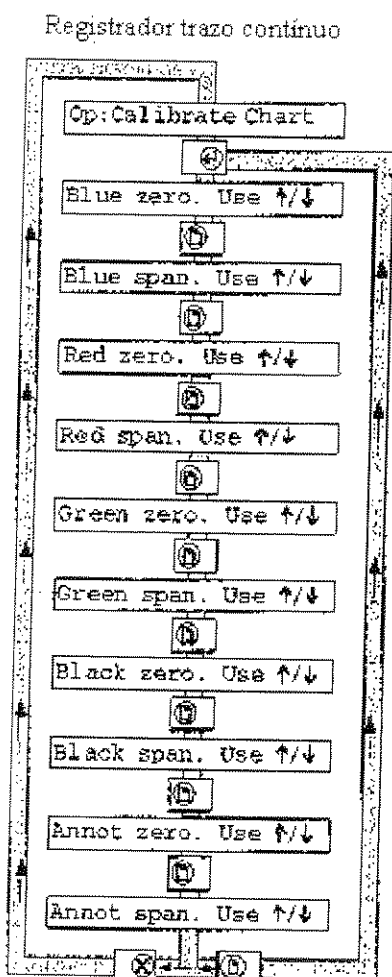 Registrador trazo contínuo
Op:Calibrate Chart
Blue zero. Use ↑/↓
Blue span. Use ↑/↓
Red zero. Use ↑/↓
Red span. Use ↑/↓
Green zero. Use ↑/↓
Green span. Use ↑/↓
Black zero. Use ↑/↓
Black span. Use ↑/↓
Annot zero. Use ↑/↓
Annot span. Use ↑/↓